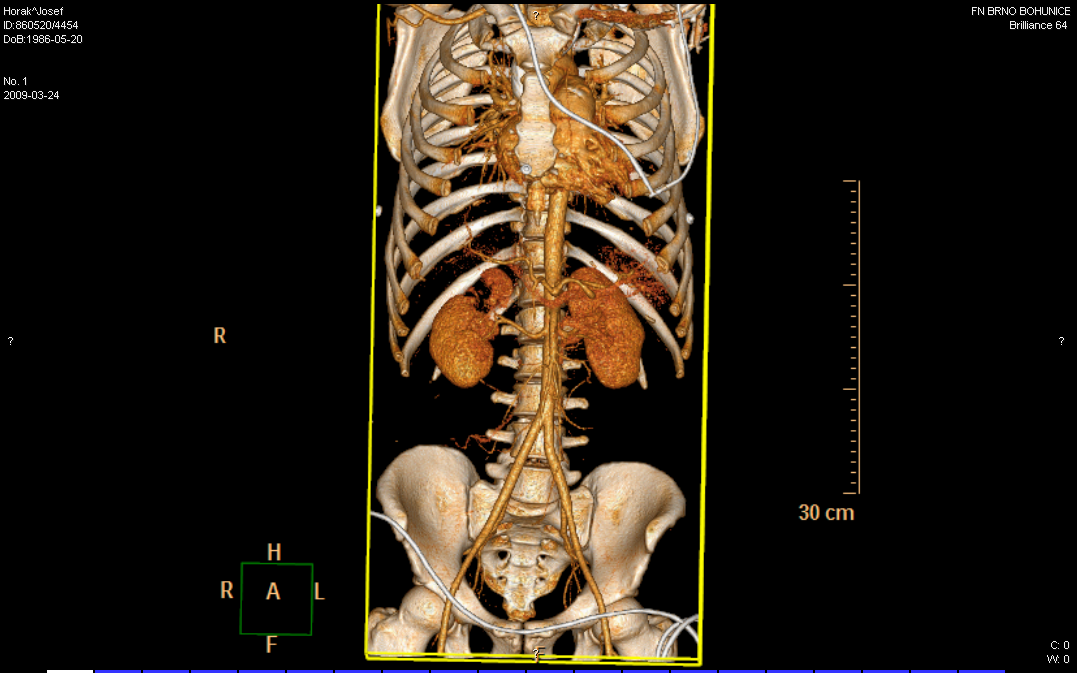 Horak^Josef
ID:860520/4454
DoB:1986-05-20
No. 1
2009-03-24
?
FN BRNO BOHUNICE
Brilliance 64
R
?
?
30 cm
H
R
A
L
F
?
C: 0
W: 0